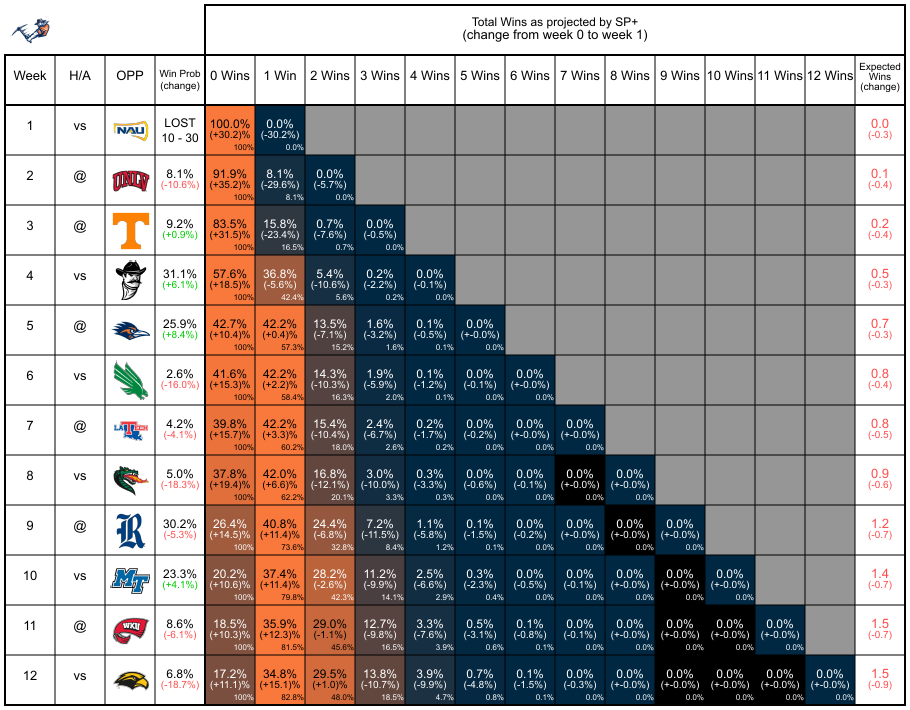 Total Wins as projected by SP+
(change from week 0 to week 1)
Week H/A OPP Win Prob (change) 0 Wins 1 Win 2 Wins 3 Wins 4 Wins 5 Wins 6 Wins 7 Wins 8 Wins 9 Wins 10 Wins 11 Wins 12 Wins Expected Wins (change)
1 vs NAU LOST 100.0% 0.0% 0.0
10 - 30 (+30.2)% (-30.2%) (-0.3)
100% 0.0%
2 @ UNLV 8.1% 91.9% 8.1% 0.0% 0.1
(-10.6%) (+35.2)% (-29.6%) (-5.7%) (-0.4)
100% 8.1% 0.0%
3 @ T 9.2% 83.5% 15.8% 0.7% 0.0% 0.2
(+0.9%) (+31.5)% (-23.4%) (-7.6%) (-0.5%) (-0.4)
100% 16.5% 0.7% 0.0%
4 vs 31.1% 57.6% 36.8% 5.4% 0.2% 0.0% 0.5
(+6.1%) (+18.5)% (-5.6%) (-10.6%) (-2.2%) (-0.1%) (-0.3)
100% 42.4% 5.6% 0.2% 0.0%
5 @ 25.9% 42.7% 42.2% 13.5% 1.6% 0.1% 0.0% 0.7
(+8.4%) (+10.4)% (+0.4)% (-7.1%) (-3.2%) (-0.5%) (+-0.0%) (-0.3)
100% 57.3% 15.2% 1.6% 0.1% 0.0%
6 vs 2.6% 41.6% 42.2% 14.3% 1.9% 0.1% 0.0% 0.0% 0.8
(-16.0%) (+15.3)% (+2.2)% (-10.3%) (-5.9%) (-1.2%) (-0.1%) (+-0.0%) (-0.4)
100% 58.4% 16.3% 2.0% 0.1% 0.0% 0.0%
7 @ LA TECH 4.2% 39.8% 42.2% 15.4% 2.4% 0.2% 0.0% 0.0% 0.0% 0.8
(-4.1%) (+15.7)% (+3.3)% (-10.4%) (-6.7%) (-1.7%) (-0.2%) (+-0.0%) (+-0.0%) (-0.5)
100% 60.2% 18.0% 2.6% 0.2% 0.0% 0.0% 0.0%
8 vs 5.0% 37.8% 42.0% 16.8% 3.0% 0.3% 0.0% 0.0% 0.0% 0.0% 0.9
(-18.3%) (+19.4)% (+6.6)% (-12.1%) (-10.0%) (-3.3%) (-0.6%) (-0.1%) (+-0.0%) (+-0.0%) (-0.6)
100% 62.2% 20.1% 3.3% 0.3% 0.0% 0.0% 0.0% 0.0%
9 @ R 30.2% 26.4% 40.8% 24.4% 7.2% 1.1% 0.1% 0.0% 0.0% 0.0% 0.0% 1.2
(-5.3%) (+14.5)% (+11.4)% (-6.8%) (-11.5%) (-5.8%) (-1.5%) (-0.2%) (+-0.0%) (+-0.0%) (+-0.0%) (-0.7)
100% 73.6% 32.8% 8.4% 1.2% 0.1% 0.0% 0.0% 0.0% 0.0%
10 vs MT 23.3% 20.2% 37.4% 28.2% 11.2% 2.5% 0.3% 0.0% 0.0% 0.0% 0.0% 0.0% 1.4
(+4.1%) (+10.6)% (+11.4)% (-2.6%) (-9.9%) (-6.6%) (-2.3%) (-0.5%) (-0.1%) (+-0.0%) (+-0.0%) (+-0.0%) (-0.7)
100% 79.8% 42.3% 14.1% 2.9% 0.4% 0.0% 0.0% 0.0% 0.0% 0.0%
11 @ WKU 8.6% 18.5% 35.9% 29.0% 12.7% 3.3% 0.5% 0.1% 0.0% 0.0% 0.0% 0.0% 0.0% 1.5
(-6.1%) (+10.3)% (+12.3)% (-1.1%) (-9.8%) (-7.6%) (-3.1%) (-0.8%) (-0.1%) (+-0.0%) (+-0.0%) (+-0.0%) (+-0.0%) (-0.7)
100% 81.5% 45.6% 16.5% 3.9% 0.6% 0.1% 0.0% 0.0% 0.0% 0.0% 0.0%
12 vs 6.8% 17.2% 34.8% 29.5% 13.8% 3.9% 0.7% 0.1% 0.0% 0.0% 0.0% 0.0% 0.0% 0.0% 1.5
(-18.7%) (+11.1)% (+15.1)% (+1.0)% (-10.7%) (-9.9%) (-4.8%) (-1.5%) (-0.3%) (+-0.0%) (+-0.0%) (+-0.0%) (+-0.0%) (+-0.0%) (-0.9)
100% 82.8% 48.0% 18.5% 4.7% 0.8% 0.1% 0.0% 0.0% 0.0% 0.0% 0.0% 0.0%